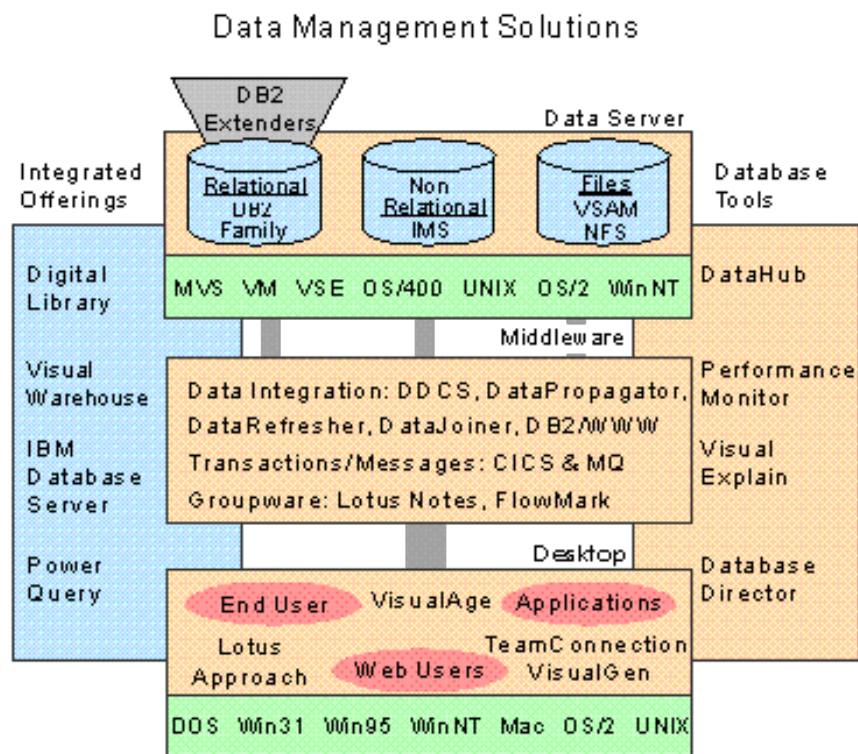 Data Management Solutions
DB2
Extenders
Data Server
Relational
DB2
Family
Non
Relational
IMS
Files
VSAM
NFS
MVS VM VSE OS/400 UNIX OS/2 WinNT
Integrated
Offerings
Digital
Library
Visual
Warehouse
IBM
Database
Server
Power
Query
Middleware
Data Integration: DDCS, DataPropagator,
DataRefresher, DataJoiner, DB2/WWW
Transactions/Messages: CICS & MQ
Groupware: Lotus Notes, FlowMark
Desktop
End User
VisualAge
Applications
Lotus
Approach
Web Users
TeamConnection
VisualGen
DOS Win31 Win95 WinNT Mac OS/2 UNIX
Database
Tools
DataHub
Performance
Monitor
Visual
Explain
Database
Director